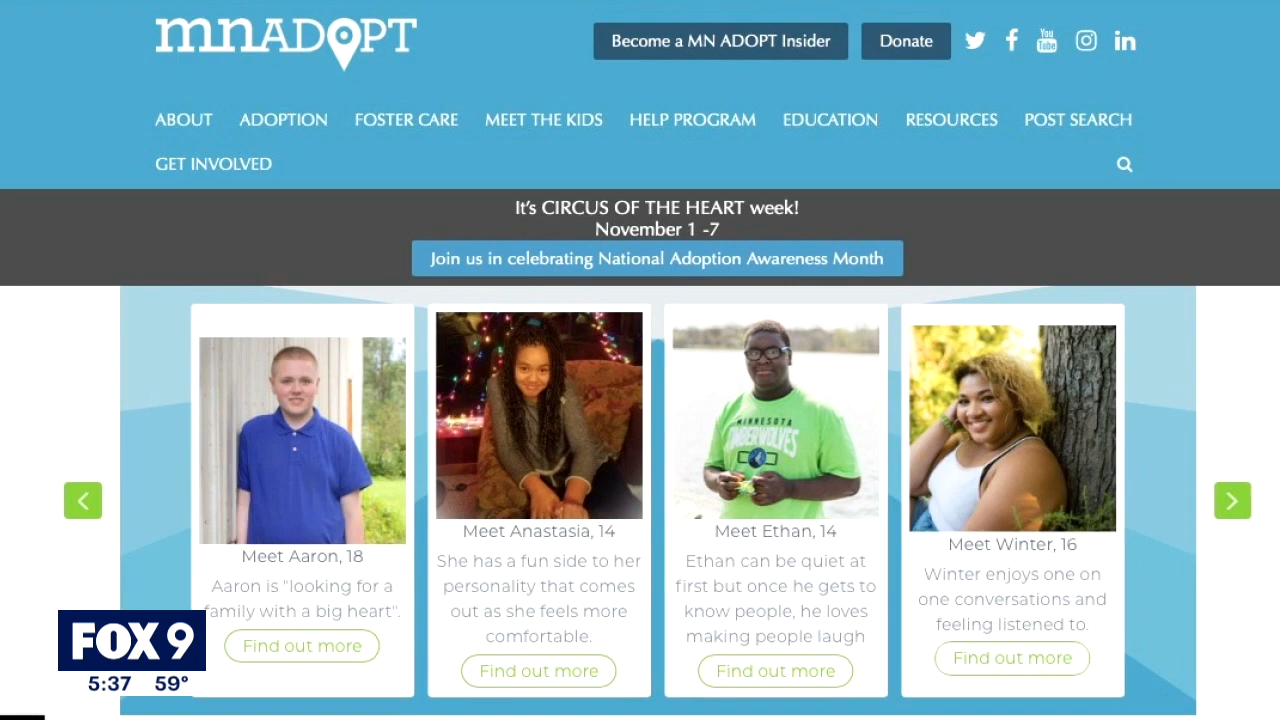 mnADOPT
Become a MN ADOPT Insider
Donate
You
Tube
ABOUT
ADOPTION
FOSTER CARE
MEET THE KIDS
HELP PROGRAM
EDUCATION
RESOURCES
POST SEARCH
GET INVOLVED
It's CIRCUS OF THE HEART week!
November 1 -7
Join us in celebrating National Adoption Awareness Month
Meet Aaron, 18
Aaron is "looking for a
family with a big heart".
Find out more
Meet Anastasia, 14
She has a fun side to her
personality that comes
out as she feels more
comfortable.
Find out more
MINNESOTA
Meet Ethan, 14
Ethan can be quiet at
first but once he gets to
know people, he loves
making people laugh
Find out more
Meet Winter, 16
Winter enjoys one on
one conversations and
feeling listened to.
Find out more
FOX 9
5:37 59°